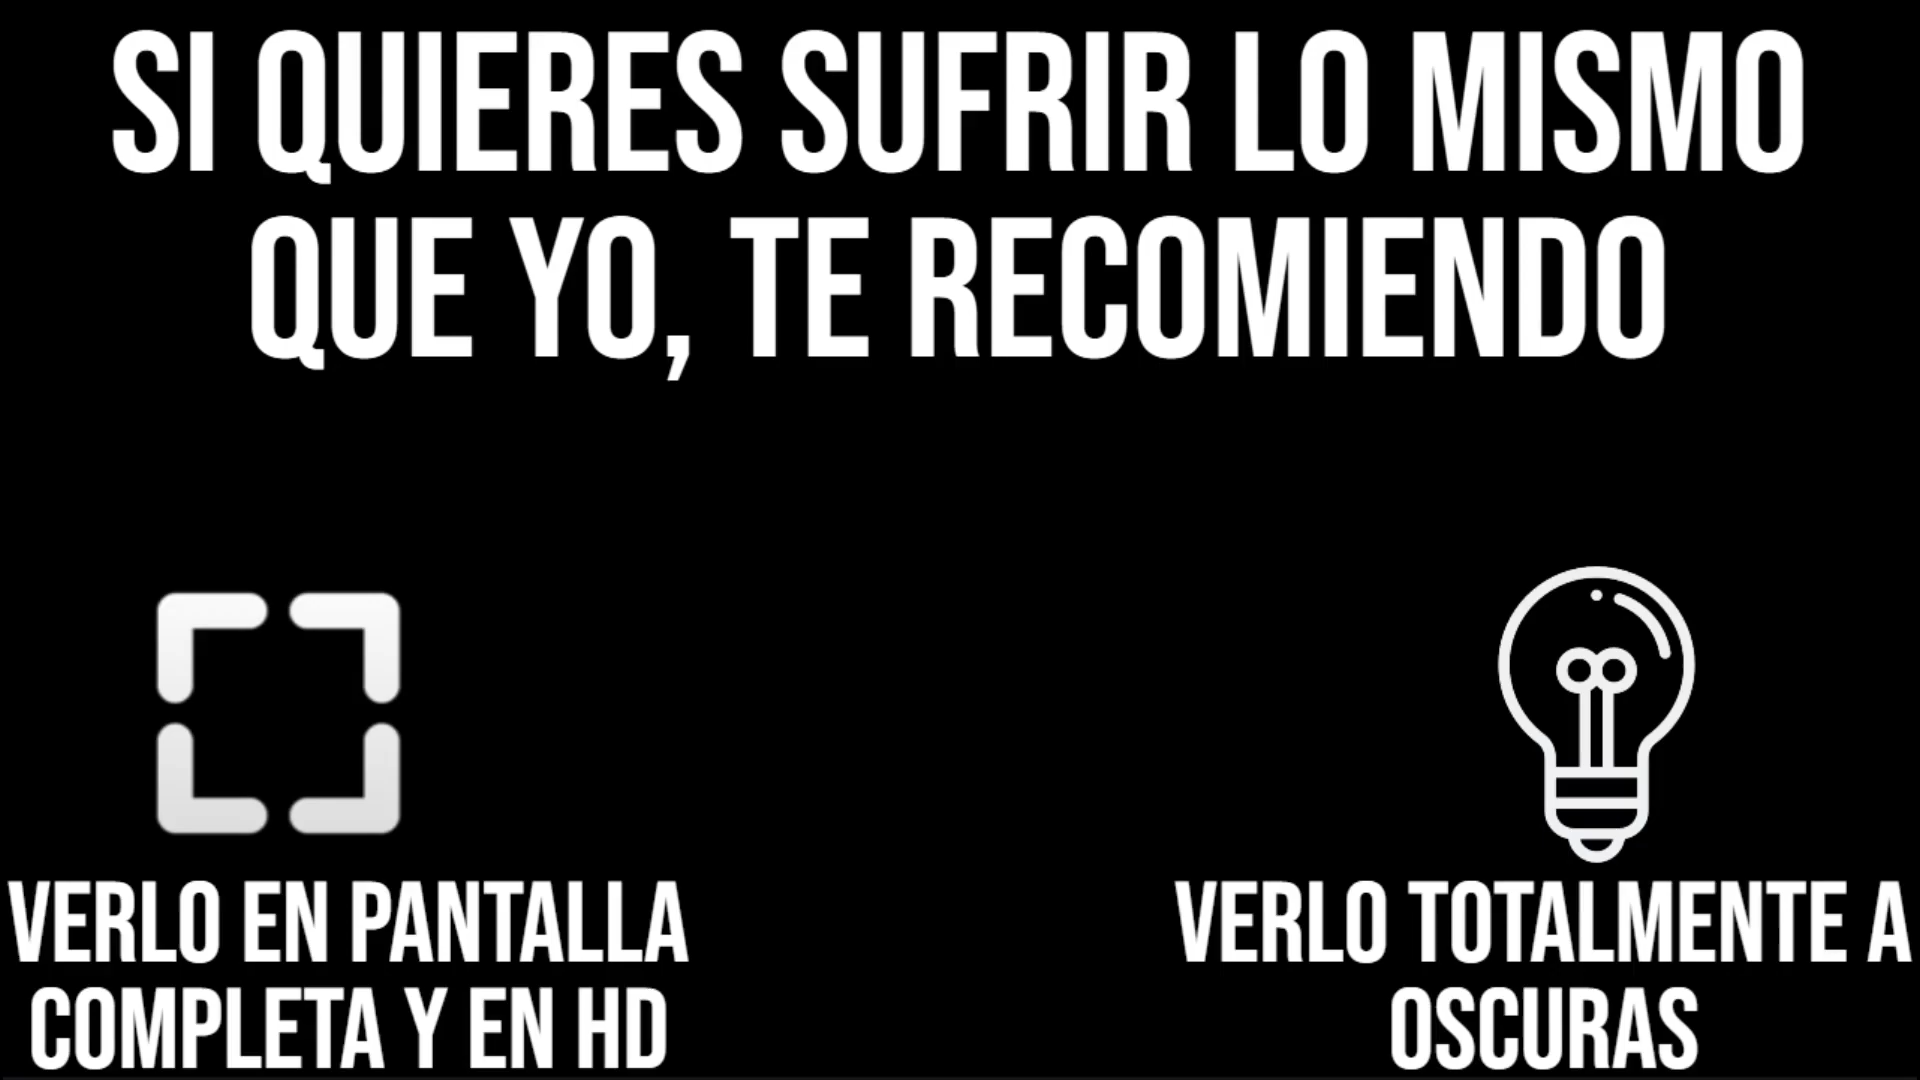 SI QUIERES SUFRIR LO MISMO
QUE YO, TE RECOMIENDO
VERLO EN PANTALLA
COMPLETA Y EN HD
VERLO TOTALMENTE A
OSCURAS